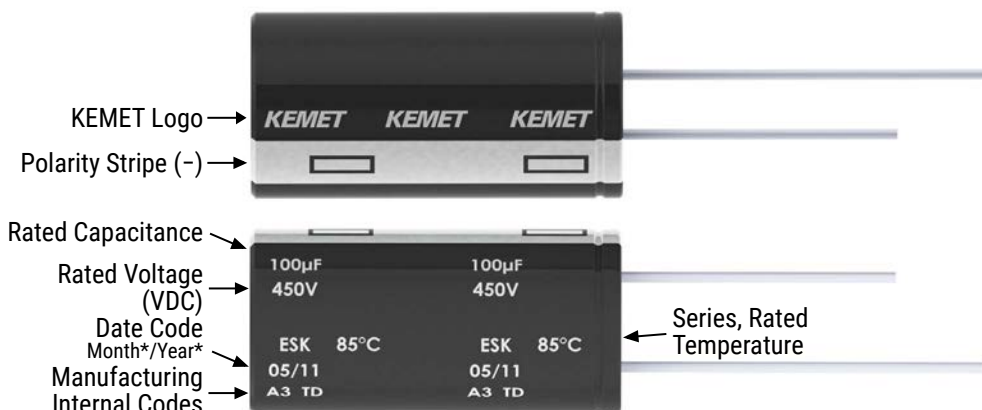 KEMET Logo
KEMET KEMET KEMET
Polarity Stripe (−)
Rated Capacitance
100µF 100µF
Rated Voltage
(VDC)
450V 450V
Series, Rated
Temperature
ESK 85°C ESK 85°C
Date Code
Month*/Year*
05/11 05/11
Manufacturing
Internal Codes
A3 TD A3 TD